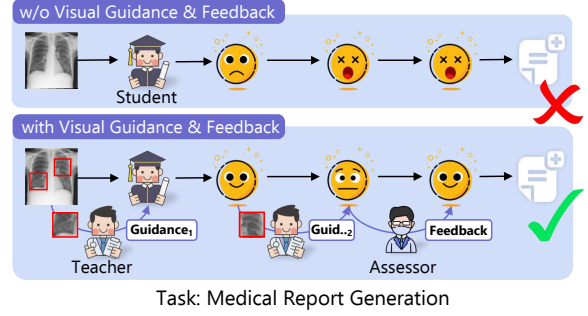 w/o Visual Guidance & Feedback
Student
with Visual Guidance & Feedback
Guidance₁
Guid..₂
Feedback
Teacher
Assessor
Task: Medical Report Generation